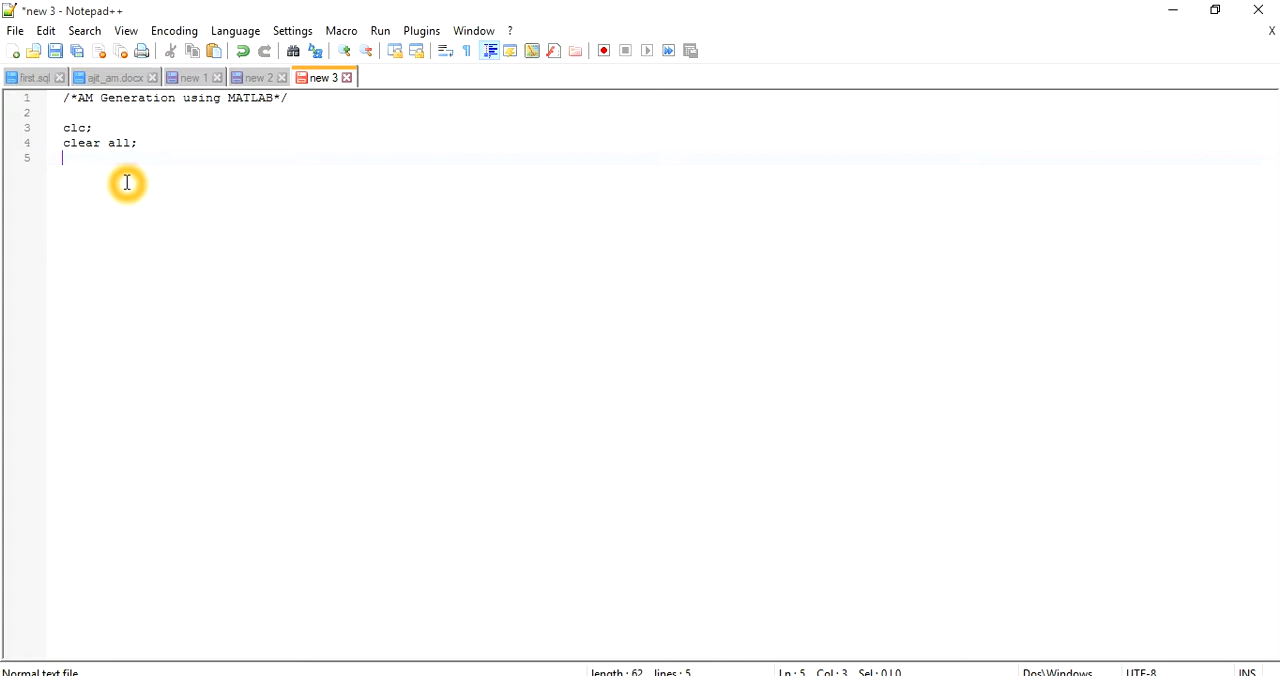 *new 3 - Notepad++
File Edit Search View Encoding Language Settings Macro Run Plugins Window ? X
first.sql ajit_am.docx new 1 new 2 new 3
1 /*AM Generation using MATLAB*/
2
3 clc;
4 clear all;
5
Normal text file length : 62 lines : 5 Ln : 5 Col : 3 Sel : 0 | 0 Dos\Windows UTF-8 INS